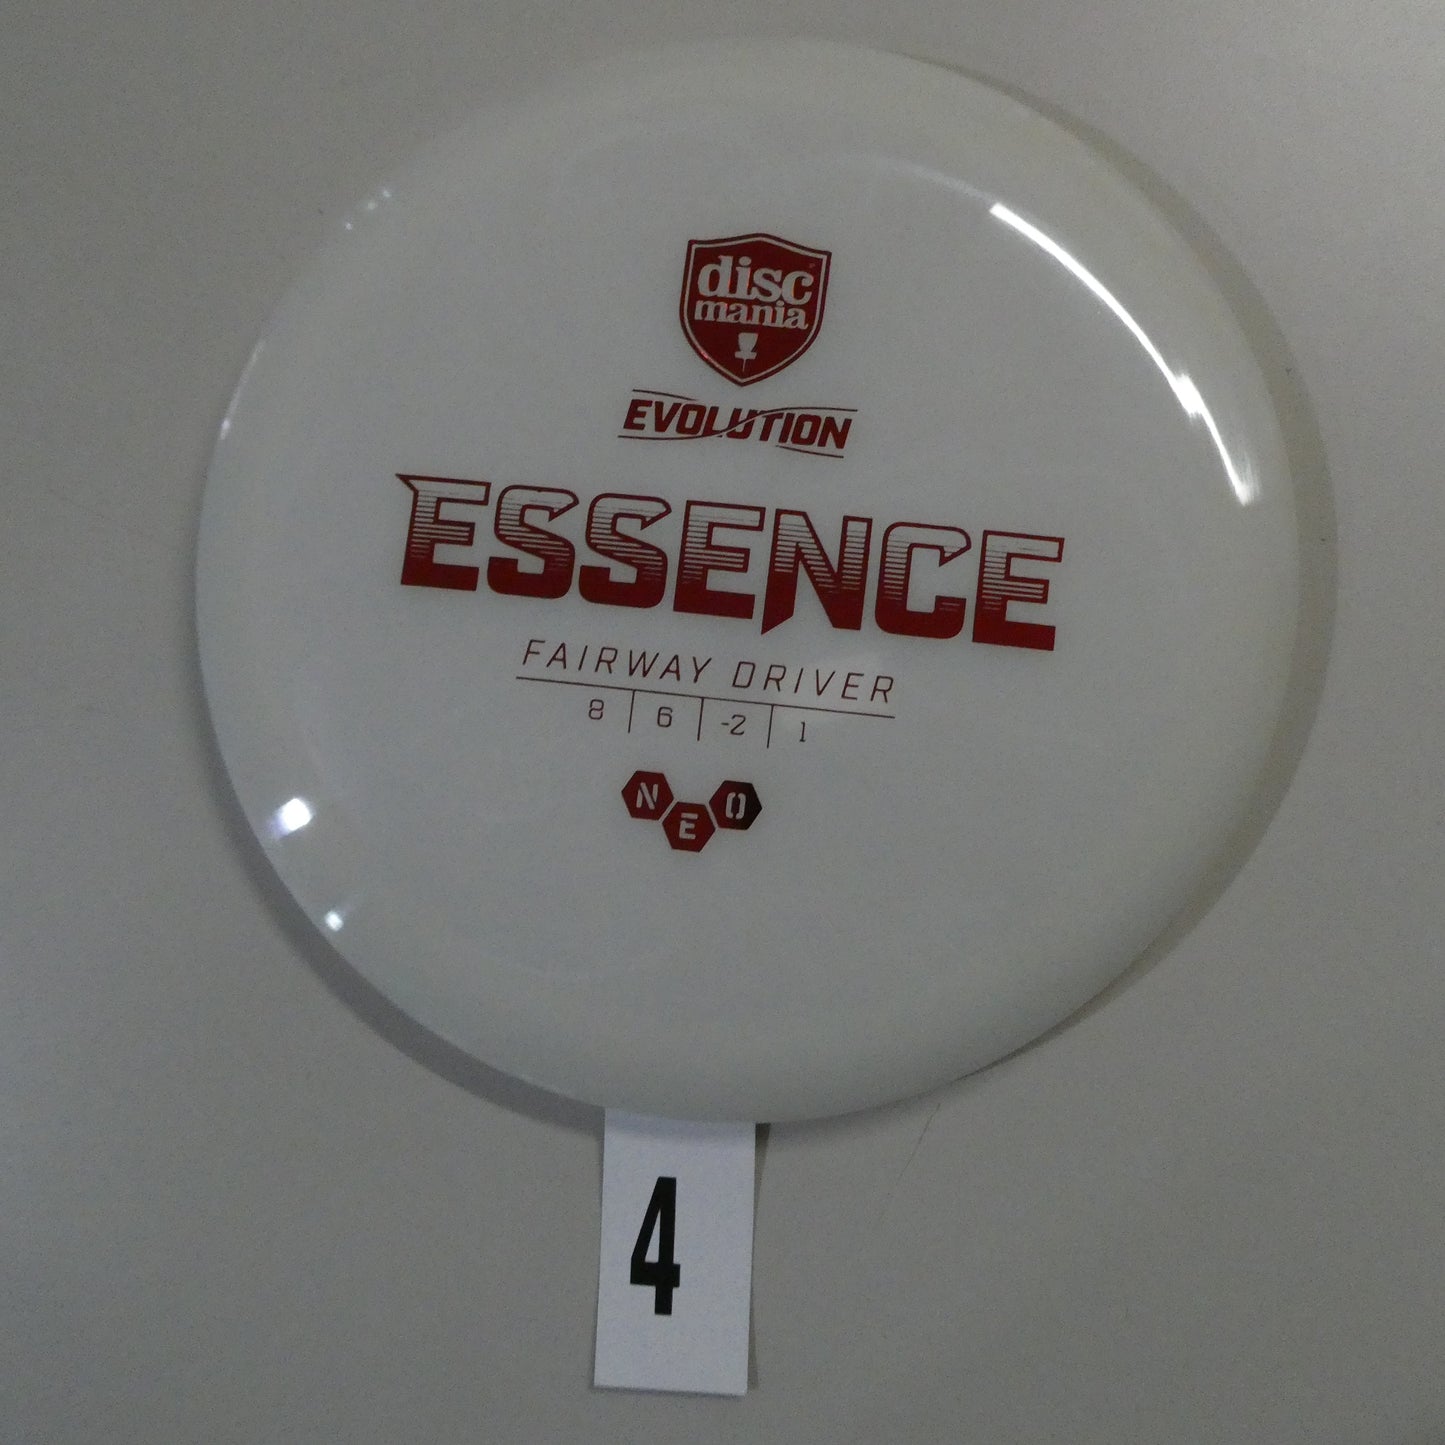 disc
mania
EVOLUTION
ESSENCE
FAIRWAY DRIVER
8 6 -2 1
NEO
4